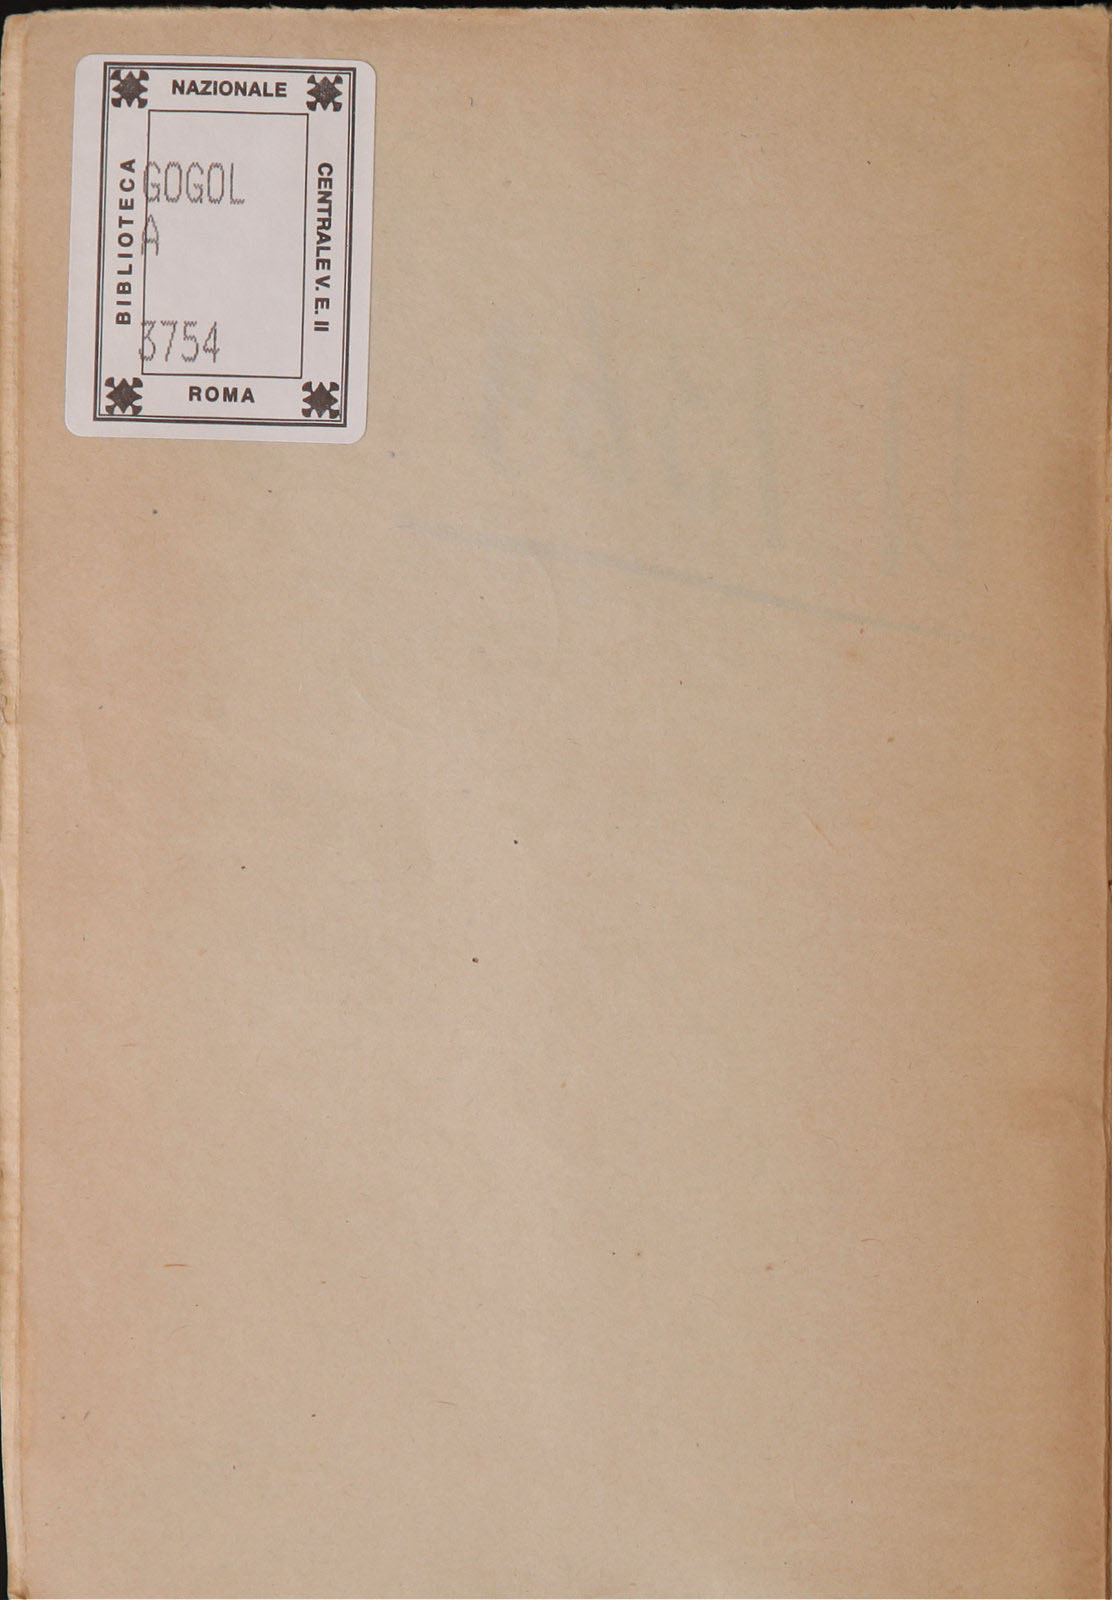 NAZIONALE
BIBLIOTECA
GOGOL
A
3754
CENTRALE V. E. II
ROMA